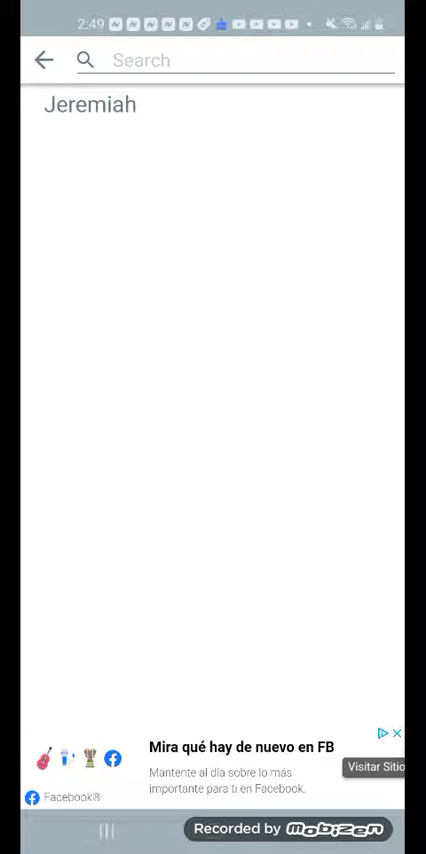 2:49
Search
Jeremiah
Mira qué hay de nuevo en FB
Mantente al día sobre lo más
importante para ti en Facebook.
Visitar Sitio
Facebook®
Recorded by mobizen